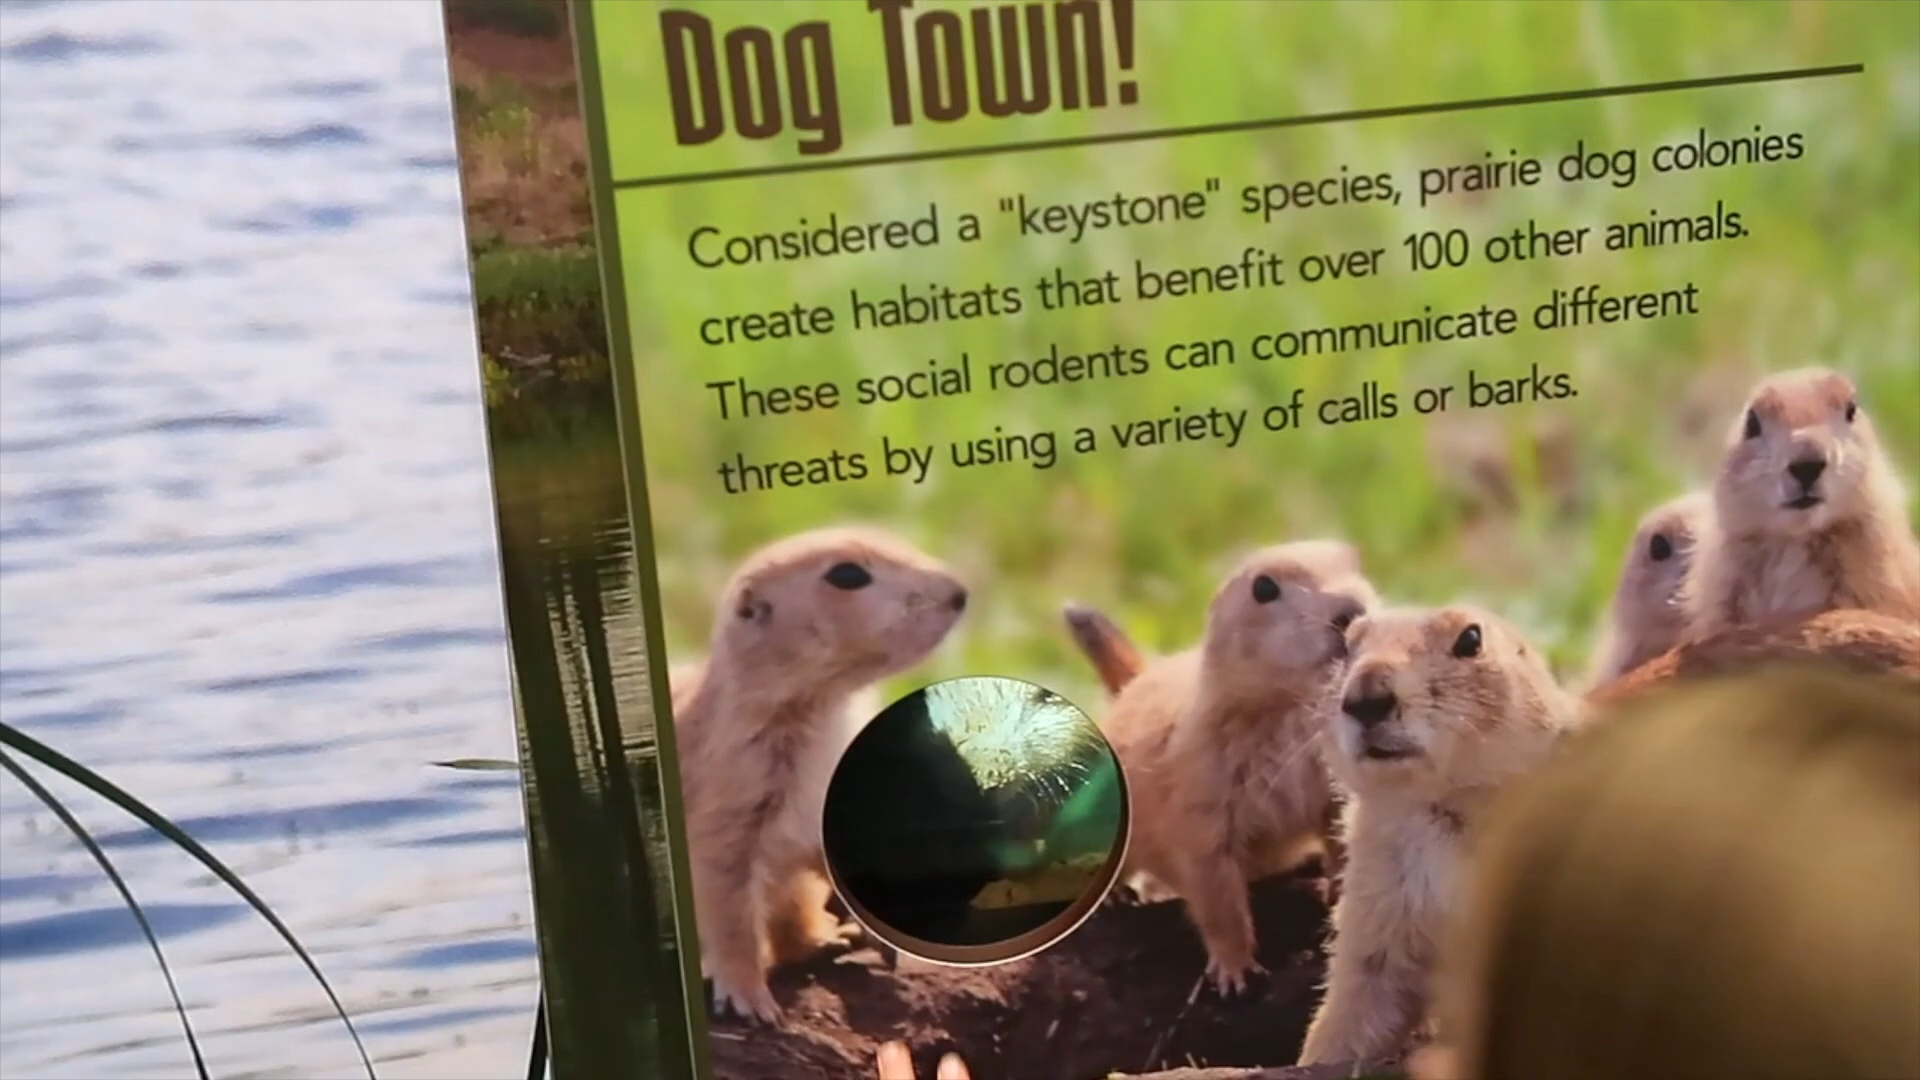 Dog Town!
Considered a "keystone" species, prairie dog colonies
create habitats that benefit over 100 other animals.
These social rodents can communicate different
threats by using a variety of calls or barks.